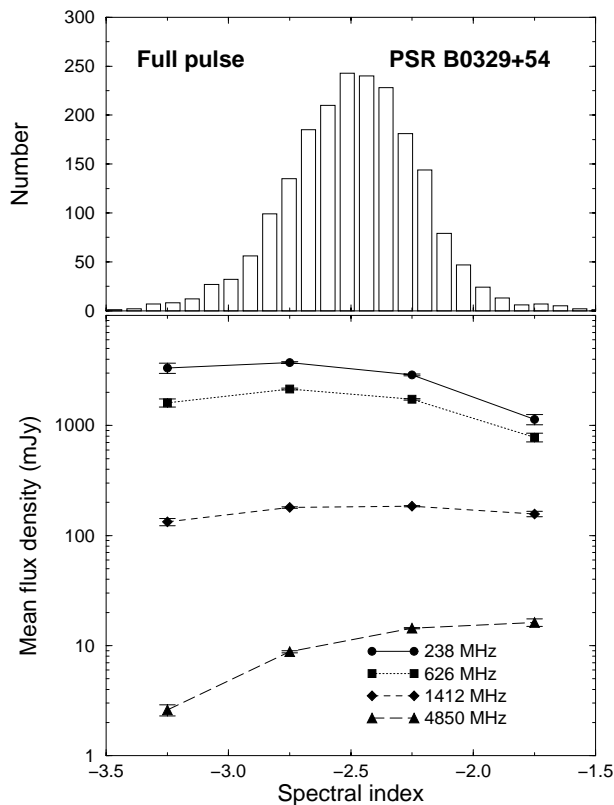 Full pulse PSR B0329+54
Number
300
250
200
150
100
50
0
Mean flux density (mJy)
1000
100
10
1
238 MHz
626 MHz
1412 MHz
4850 MHz
−3.5 −3.0 −2.5 −2.0 −1.5
Spectral index